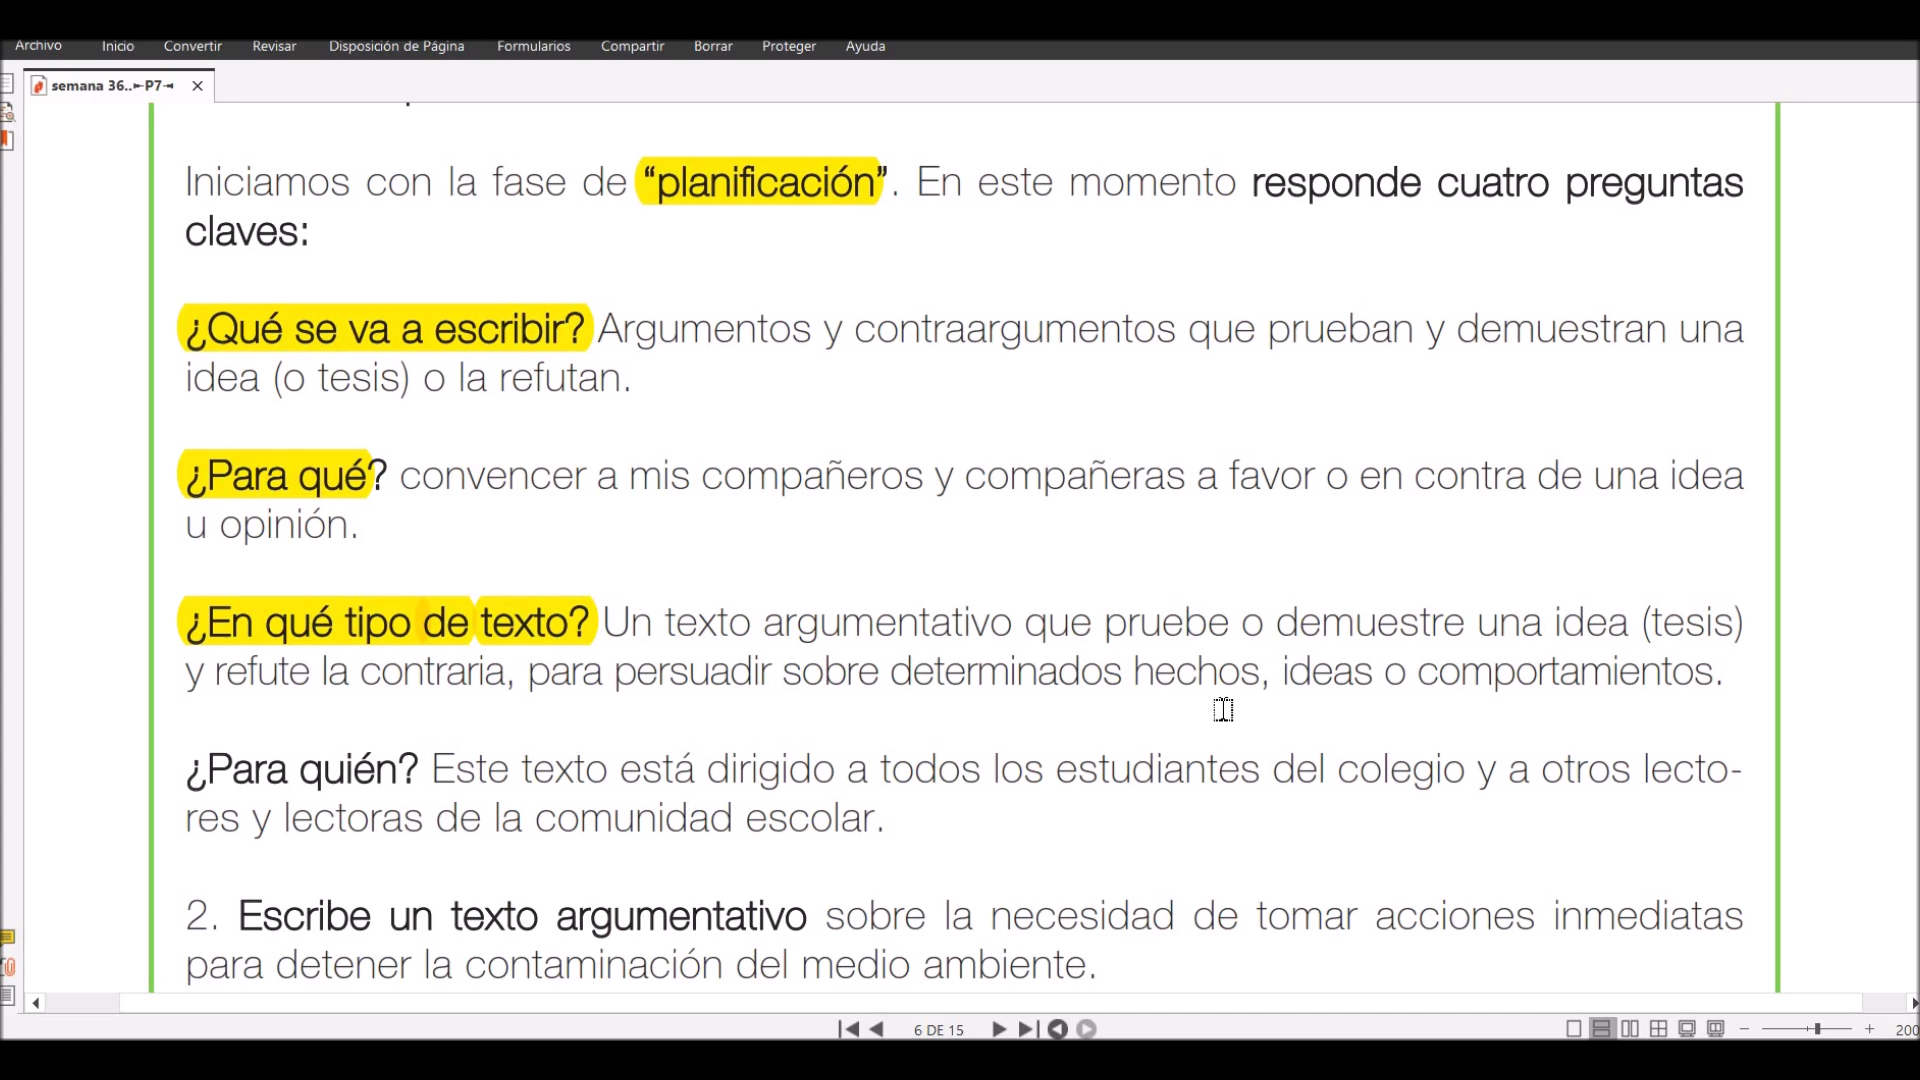 Archivo Inicio Convertir Revisar Disposición de Página Formularios Compartir Borrar Proteger Ayuda
semana 36..►P7◄
Iniciamos con la fase de “planificación”. En este momento responde cuatro preguntas
claves:
¿Qué se va a escribir? Argumentos y contraargumentos que prueban y demuestran una
idea (o tesis) o la refutan.
¿Para qué? convencer a mis compañeros y compañeras a favor o en contra de una idea
u opinión.
¿En qué tipo de texto? Un texto argumentativo que pruebe o demuestre una idea (tesis)
y refute la contraria, para persuadir sobre determinados hechos, ideas o comportamientos.
¿Para quién? Este texto está dirigido a todos los estudiantes del colegio y a otros lecto-
res y lectoras de la comunidad escolar.
2. Escribe un texto argumentativo sobre la necesidad de tomar acciones inmediatas
para detener la contaminación del medio ambiente.
6 DE 15
200